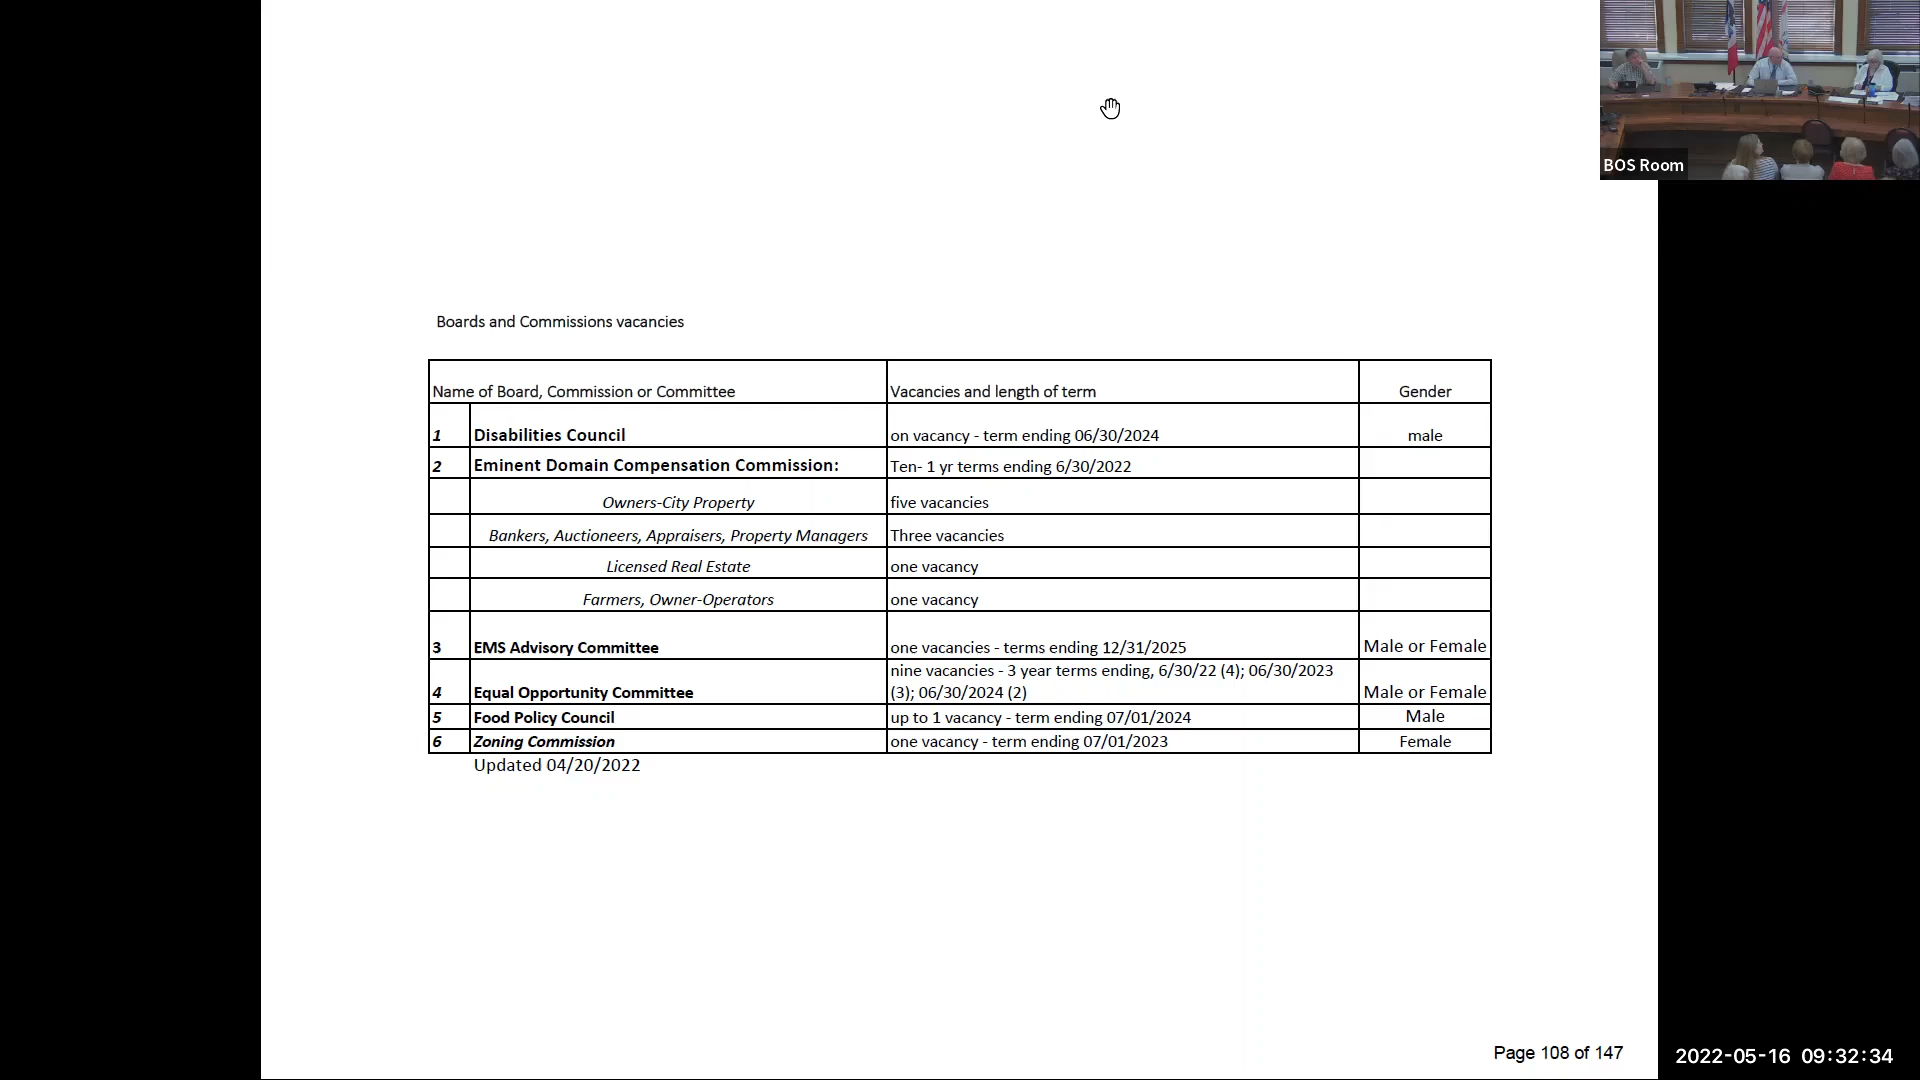 BOS Room
Boards and Commissions vacancies
Name of Board, Commission or Committee Vacancies and length of term Gender
1 Disabilities Council on vacancy - term ending 06/30/2024 male
2 Eminent Domain Compensation Commission: Ten- 1 yr terms ending 6/30/2022
Owners-City Property five vacancies
Bankers, Auctioneers, Appraisers, Property Managers Three vacancies
Licensed Real Estate one vacancy
Farmers, Owner-Operators one vacancy
3 EMS Advisory Committee one vacancies - terms ending 12/31/2025 Male or Female
nine vacancies - 3 year terms ending, 6/30/22 (4); 06/30/2023
4 Equal Opportunity Committee (3); 06/30/2024 (2) Male or Female
5 Food Policy Council up to 1 vacancy - term ending 07/01/2024 Male
6 Zoning Commission one vacancy - term ending 07/01/2023 Female
Updated 04/20/2022
Page 108 of 147
2022-05-16 09:32:34